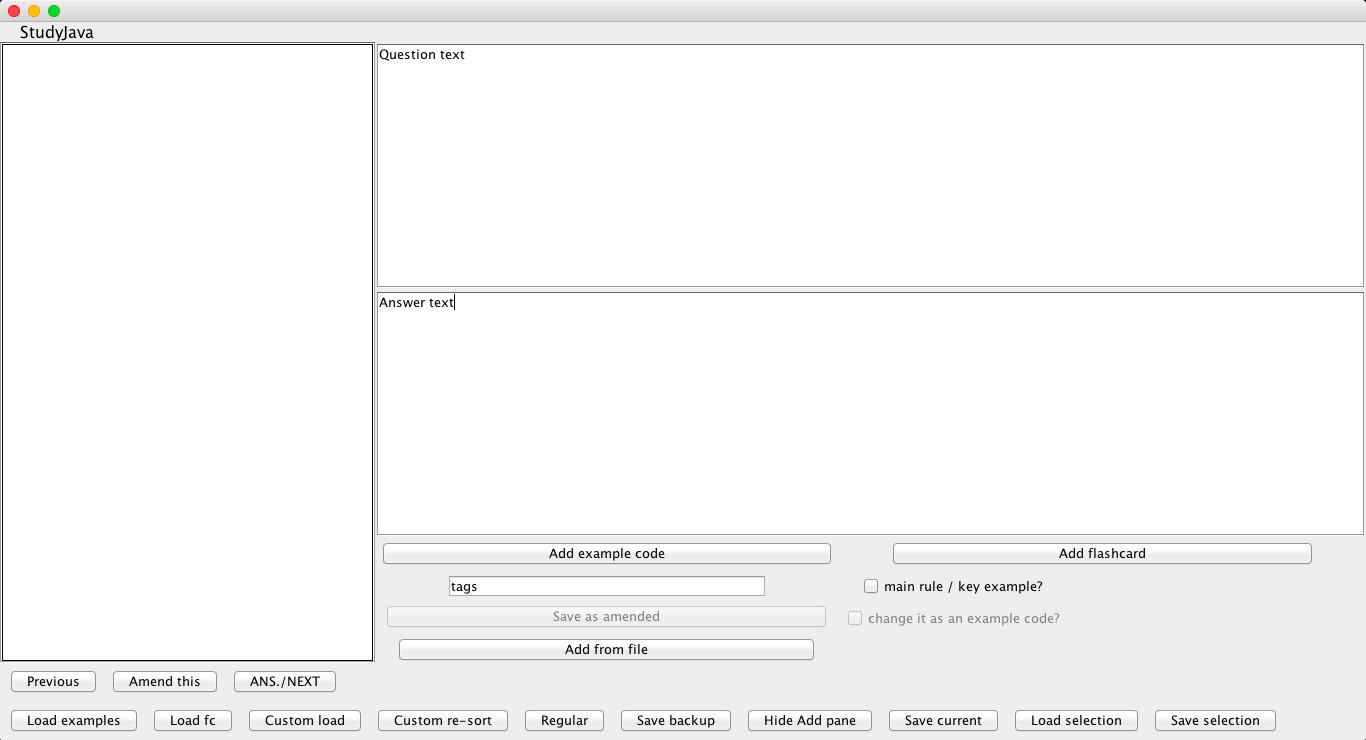 StudyJava
Question text
Answer text
Add example code
Add flashcard
tags
main rule / key example?
Save as amended
change it as an example code?
Add from file
Previous
Amend this
ANS./NEXT
Load examples
Load fc
Custom load
Custom re-sort
Regular
Save backup
Hide Add pane
Save current
Load selection
Save selection